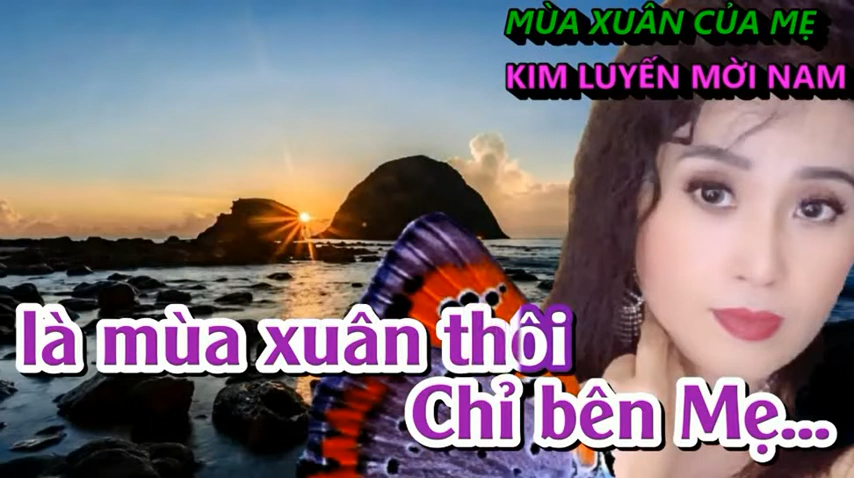 MÙA XUÂN CỦA MẸ
KIM LUYẾN MỜI NAM
là mùa xuân thôi
Chỉ bên Mẹ...